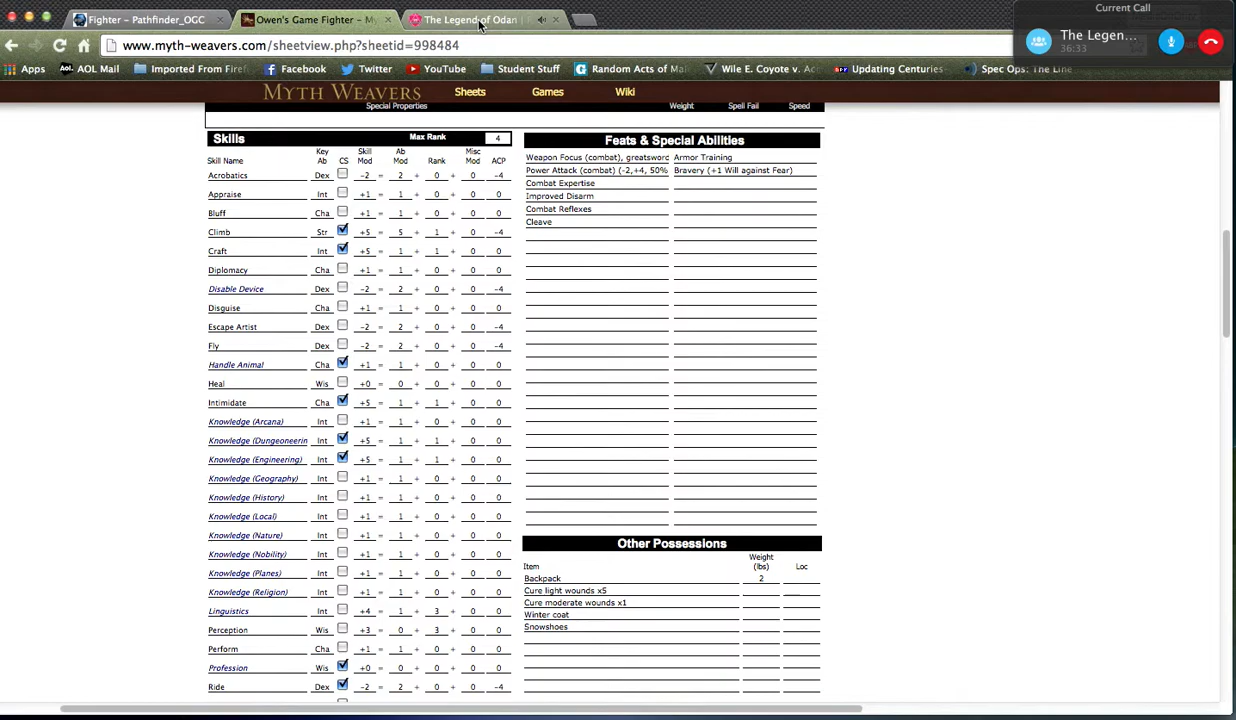 Fighter - Pathfinder_OGC
Owen's Game Fighter - My
The Legend of Odan |
www.myth-weavers.com/sheetview.php?sheetid=998484
Current Call
The Legen...
36:33
Apps AOL Mail Imported From Firef Facebook Twitter YouTube Student Stuff Random Acts of Mal Wile E. Coyote v. Ac Updating Centuries Spec Ops: The Line
MYTH WEAVERS Sheets Games Wiki
Special Properties Weight Spell Fail Speed
Skills Max Rank 4
Skill Name Key Ab CS Skill Mod Ab Mod Rank Misc Mod ACP
Acrobatics Dex -2 = 2 + 0 + 0 -4
Appraise Int +1 = 1 + 0 + 0 0
Bluff Cha +1 = 1 + 0 + 0 0
Climb Str +5 = 5 + 1 + 0 -4
Craft Int +5 = 1 + 1 + 0 0
Diplomacy Cha +1 = 1 + 0 + 0 0
Disable Device Dex -2 = 2 + 0 + 0 -4
Disguise Cha +1 = 1 + 0 + 0 0
Escape Artist Dex -2 = 2 + 0 + 0 -4
Fly Dex -2 = 2 + 0 + 0 -4
Handle Animal Cha +1 = 1 + 0 + 0 0
Heal Wis +0 = 0 + 0 + 0 0
Intimidate Cha +5 = 1 + 1 + 0 0
Knowledge (Arcana) Int +1 = 1 + 0 + 0 0
Knowledge (Dungeoneerin Int +5 = 1 + 1 + 0 0
Knowledge (Engineering) Int +5 = 1 + 1 + 0 0
Knowledge (Geography) Int +1 = 1 + 0 + 0 0
Knowledge (History) Int +1 = 1 + 0 + 0 0
Knowledge (Local) Int +1 = 1 + 0 + 0 0
Knowledge (Nature) Int +1 = 1 + 0 + 0 0
Knowledge (Nobility) Int +1 = 1 + 0 + 0 0
Knowledge (Planes) Int +1 = 1 + 0 + 0 0
Knowledge (Religion) Int +1 = 1 + 0 + 0 0
Linguistics Int +4 = 1 + 3 + 0 0
Perception Wis +3 = 0 + 3 + 0 0
Perform Cha +1 = 1 + 0 + 0 0
Profession Wis +0 = 0 + 0 + 0 0
Ride Dex -2 = 2 + 0 + 0 -4
Feats & Special Abilities
Weapon Focus (combat), greatsword Armor Training
Power Attack (combat) (-2,+4, 50% Bravery (+1 Will against Fear)
Combat Expertise
Improved Disarm
Combat Reflexes
Cleave
Other Possessions
Item Weight (lbs) Loc
Backpack 2
Cure light wounds x5
Cure moderate wounds x1
Winter coat
Snowshoes